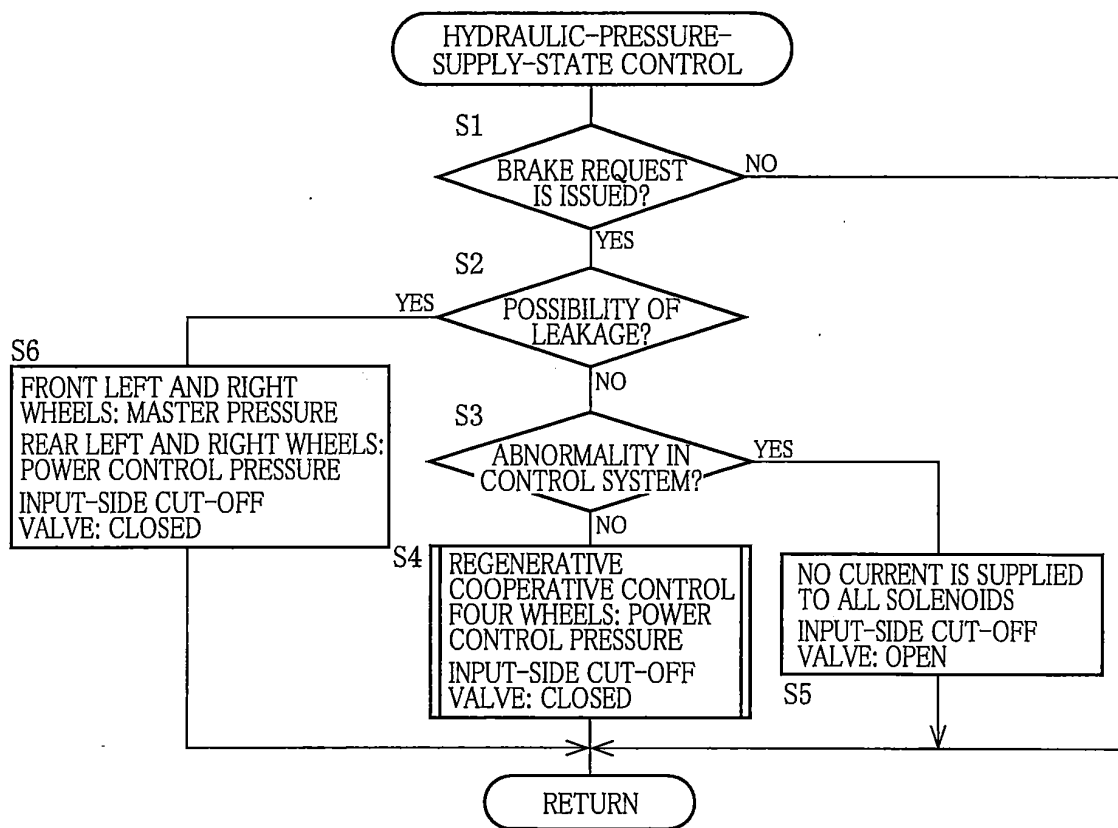 HYDRAULIC-PRESSURE-
SUPPLY-STATE CONTROL
S1
BRAKE REQUEST
IS ISSUED?
NO
YES
S2
POSSIBILITY OF
LEAKAGE?
YES
NO
S6
FRONT LEFT AND RIGHT
WHEELS: MASTER PRESSURE
REAR LEFT AND RIGHT WHEELS:
POWER CONTROL PRESSURE
INPUT-SIDE CUT-OFF
VALVE: CLOSED
S3
ABNORMALITY IN
CONTROL SYSTEM?
YES
NO
S4
REGENERATIVE
COOPERATIVE CONTROL
FOUR WHEELS: POWER
CONTROL PRESSURE
INPUT-SIDE CUT-OFF
VALVE: CLOSED
NO CURRENT IS SUPPLIED
TO ALL SOLENOIDS
INPUT-SIDE CUT-OFF
VALVE: OPEN
S5
RETURN